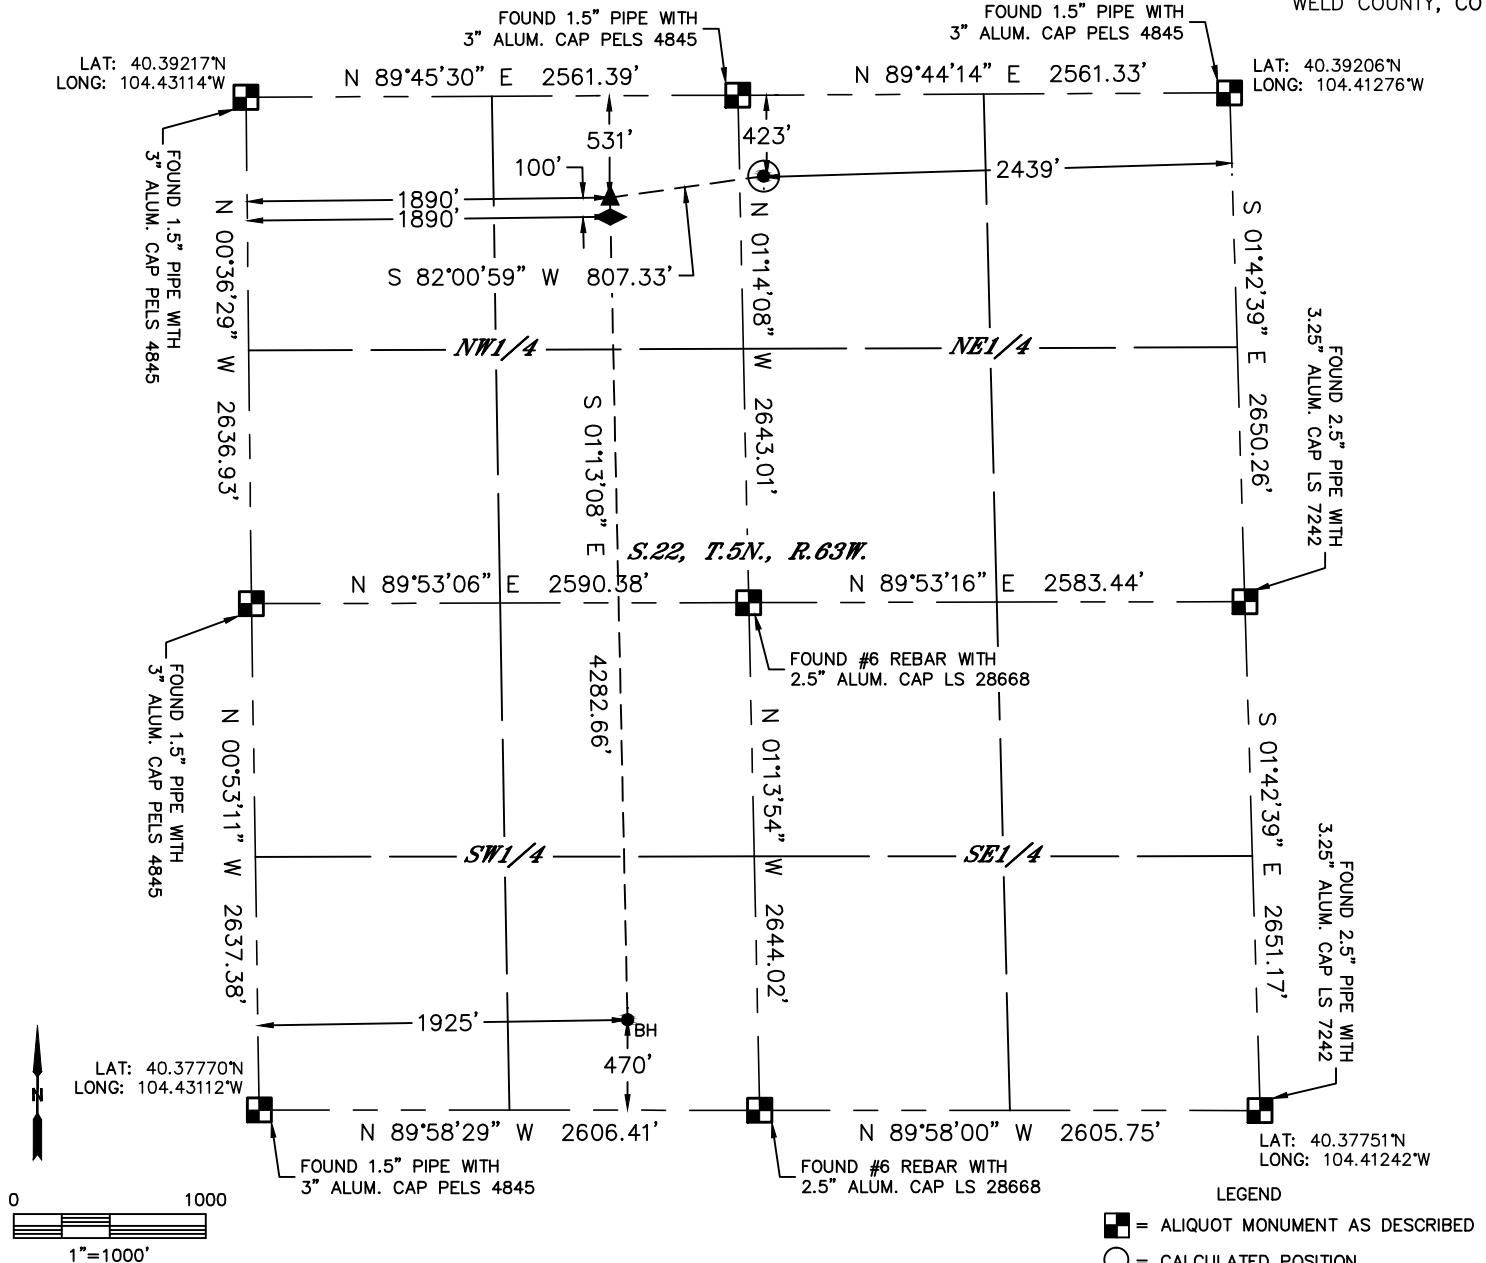 WELD COUNTY, CO
FOUND 1.5" PIPE WITH
3" ALUM. CAP PELS 4845
FOUND 1.5" PIPE WITH
3" ALUM. CAP PELS 4845
LAT: 40.39217°N
LONG: 104.43114°W
N 89°45'30" E 2561.39'
N 89°44'14" E 2561.33'
LAT: 40.39206°N
LONG: 104.41276°W
531'
423'
100'
2439'
1890'
1890'
S 82°00'59" W 807.33'
FOUND 1.5" PIPE WITH
3" ALUM. CAP PELS 4845
N 00°36'29" W 2636.93'
N 01°14'08" W 2643.01'
S 01°42'39" E 2650.26'
NW1/4
NE1/4
S 01°13'08" E 4282.66'
FOUND 2.5" PIPE WITH
3.25" ALUM. CAP LS 7242
S.22, T.5N., R.63W.
N 89°53'06" E 2590.38'
N 89°53'16" E 2583.44'
FOUND #6 REBAR WITH
2.5" ALUM. CAP LS 28668
FOUND 1.5" PIPE WITH
3" ALUM. CAP PELS 4845
N 00°53'11" W 2637.38'
N 01°13'54" W 2644.02'
S 01°42'39" E 2651.17'
SW1/4
SE1/4
FOUND 2.5" PIPE WITH
3.25" ALUM. CAP LS 7242
1925'
BH
470'
LAT: 40.37770°N
LONG: 104.43112°W
N
N 89°58'29" W 2606.41'
N 89°58'00" W 2605.75'
LAT: 40.37751°N
LONG: 104.41242°W
FOUND 1.5" PIPE WITH
3" ALUM. CAP PELS 4845
FOUND #6 REBAR WITH
2.5" ALUM. CAP LS 28668
0 1000
1"=1000'
LEGEND
= ALIQUOT MONUMENT AS DESCRIBED
= CALCULATED POSITION